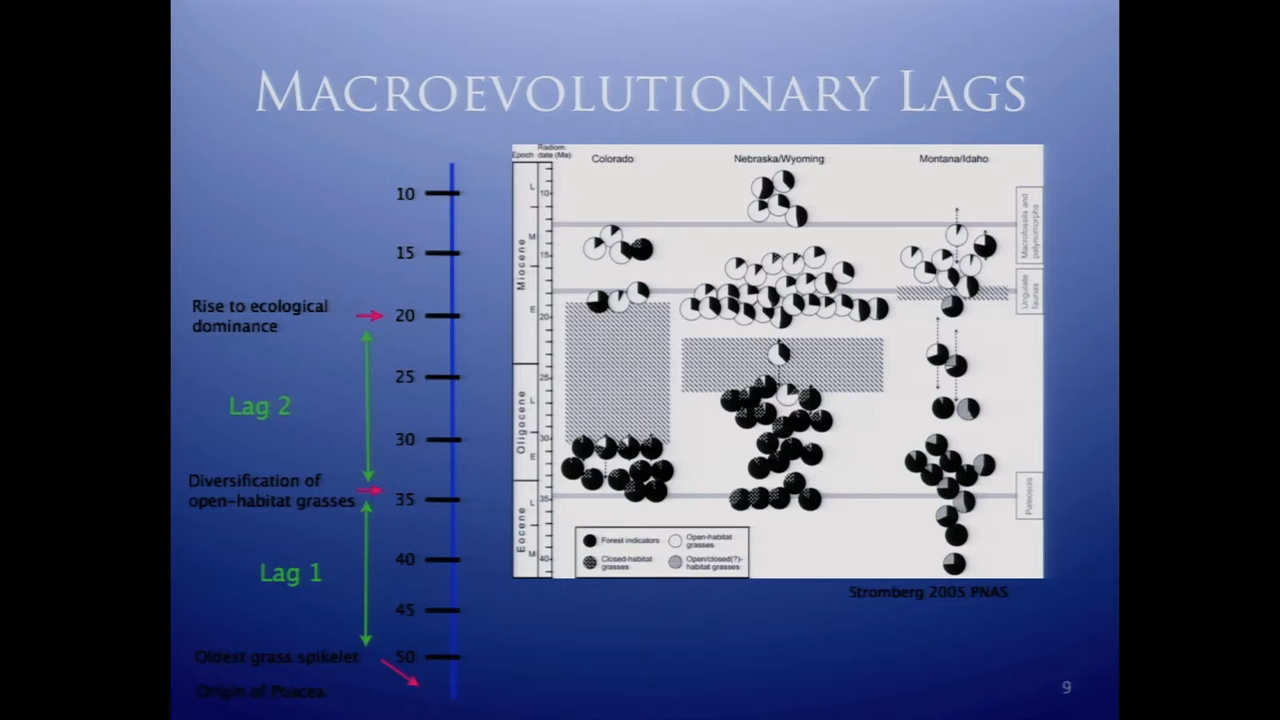 MACROEVOLUTIONARY LAGS
10
15
Rise to ecological
dominance
20
25
Lag 2
30
Diversification of
open-habitat grasses
35
40
Lag 1
45
Oldest grass spikelet
50
Origin of Poacea
Epoch
Radiom.
date (Ma)
Colorado
Nebraska/Wyoming
Montana/Idaho
Miocene
L
M
E
Oligocene
L
E
Eocene
L
M
10
15
20
25
30
35
40
Macrofossils and
palynomorphs
Ungulate
faunas
Paleosols
Forest indicators
Open-habitat
grasses
Closed-habitat
grasses
Open/closed(?)-
habitat grasses
Stromberg 2005 PNAS
9